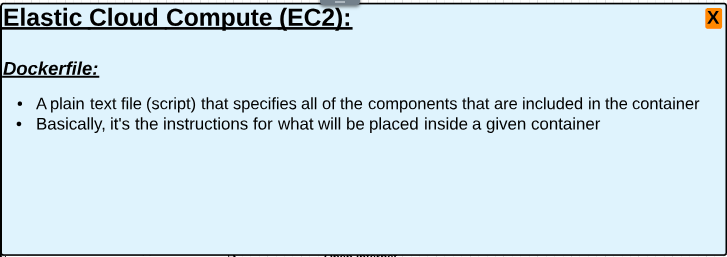 Elastic Cloud Compute (EC2):
X
Dockerfile:
• A plain text file (script) that specifies all of the components that are included in the container
• Basically, it's the instructions for what will be placed inside a given container